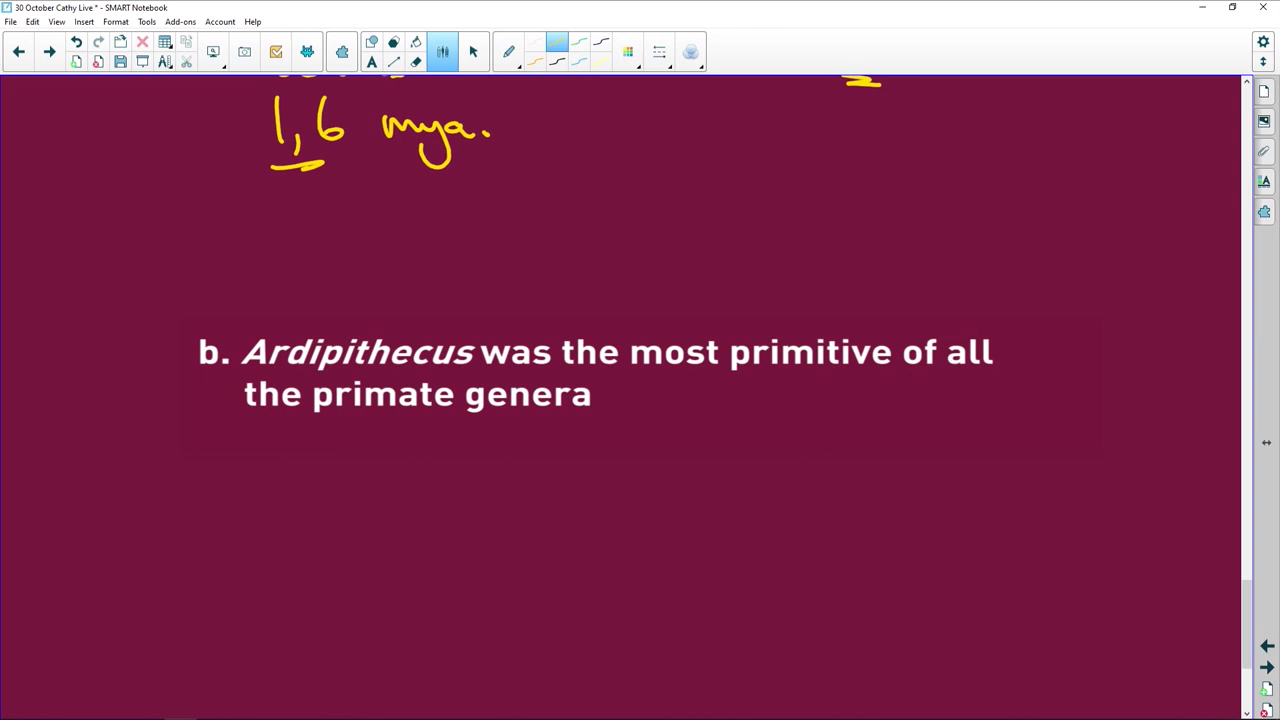 30 October Cathy Live * - SMART Notebook
File Edit View Insert Format Tools Add-ons Account Help
1,6 mya.
b. Ardipithecus was the most primitive of all
the primate genera